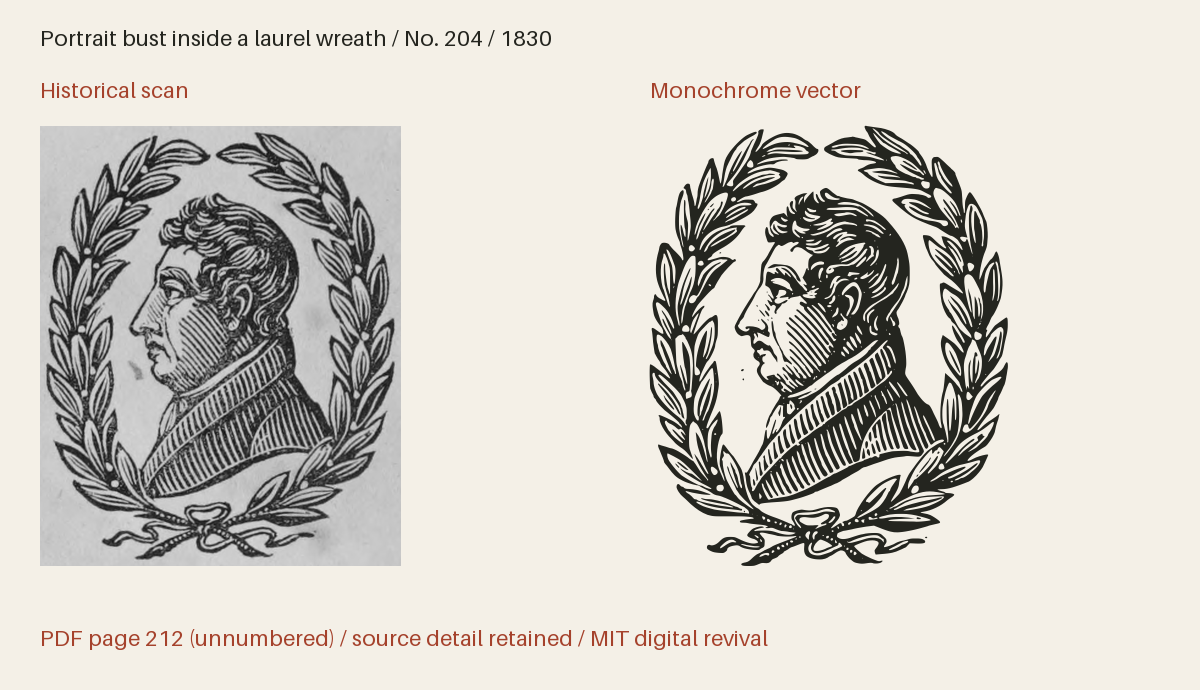 Portrait bust inside a laurel wreath / No. 204 / 1830
Historical scan
Monochrome vector
PDF page 212 (unnumbered) / source detail retained / MIT digital revival